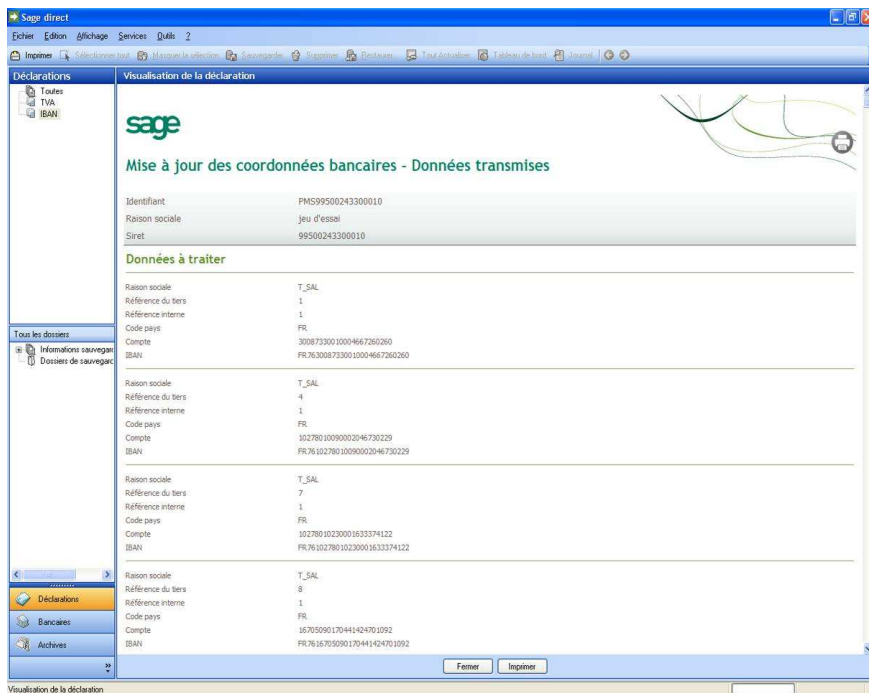 Sage direct
Fichier Edition Affichage Services Outils ?
Imprimer Sélectionner tout Masquer la sélection Sauvegarder Supprimer Restaurer Tout Actualiser Tableau de bord Journal
Déclarations
Toutes
TVA
IBAN
Tous les dossiers
Informations sauvegar
Dossiers de sauvegarc
Déclarations
Bancaires
Archives
Visualisation de la déclaration
sage
Mise à jour des coordonnées bancaires - Données transmises
Identifiant PMS99500243300010
Raison sociale jeu d'essai
Siret 99500243300010
Données à traiter
Raison sociale T_SAL
Référence du tiers 1
Référence interne 1
Code pays FR
Compte 30087330010004667260260
IBAN FR7630087330010004667260260
Raison sociale T_SAL
Référence du tiers 4
Référence interne 1
Code pays FR
Compte 10278010090002046730229
IBAN FR7610278010090002046730229
Raison sociale T_SAL
Référence du tiers 7
Référence interne 1
Code pays FR
Compte 10278010230001633374122
IBAN FR7610278010230001633374122
Raison sociale T_SAL
Référence du tiers 8
Référence interne 1
Code pays FR
Compte 16705090170441424701092
IBAN FR7616705090170441424701092
Fermer Imprimer
Visualisation de la déclaration